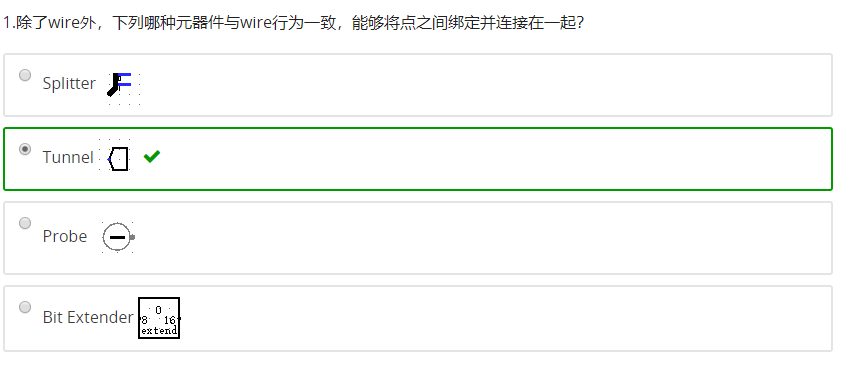 1.除了wire外，下列哪种元器件与wire行为一致，能够将点之间绑定并连接在一起？
Splitter
Tunnel
Probe
Bit Extender
0
8 16
extend